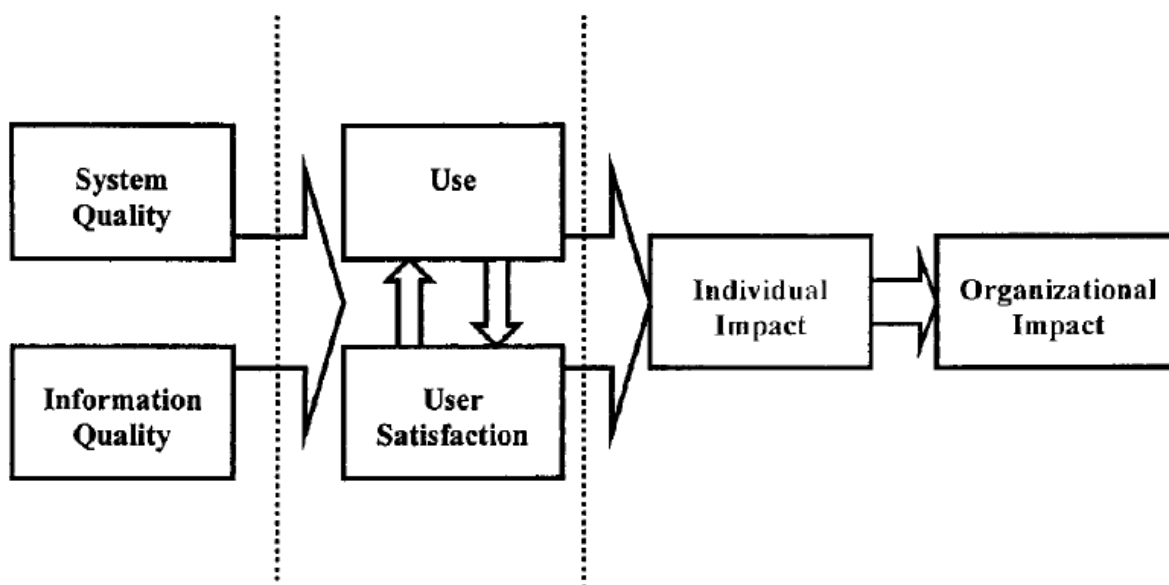 System
Quality
Use
Individual
Impact
Organizational
Impact
Information
Quality
User
Satisfaction